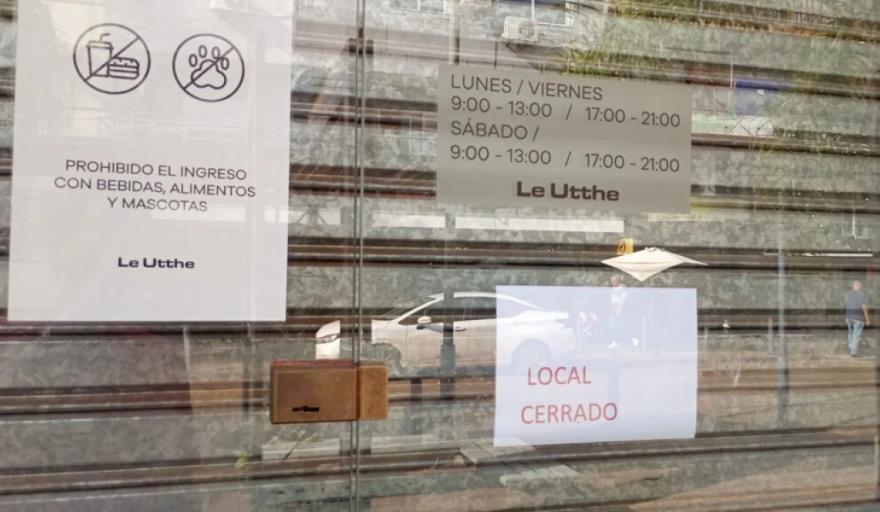 PROHIBIDO EL INGRESO
CON BEBIDAS, ALIMENTOS
Y MASCOTAS
Le Utthe
LUNES / VIERNES
9:00 - 13:00 / 17:00 - 21:00
SÁBADO /
9:00 - 13:00 / 17:00 - 21:00
Le Utthe
LOCAL
CERRADO